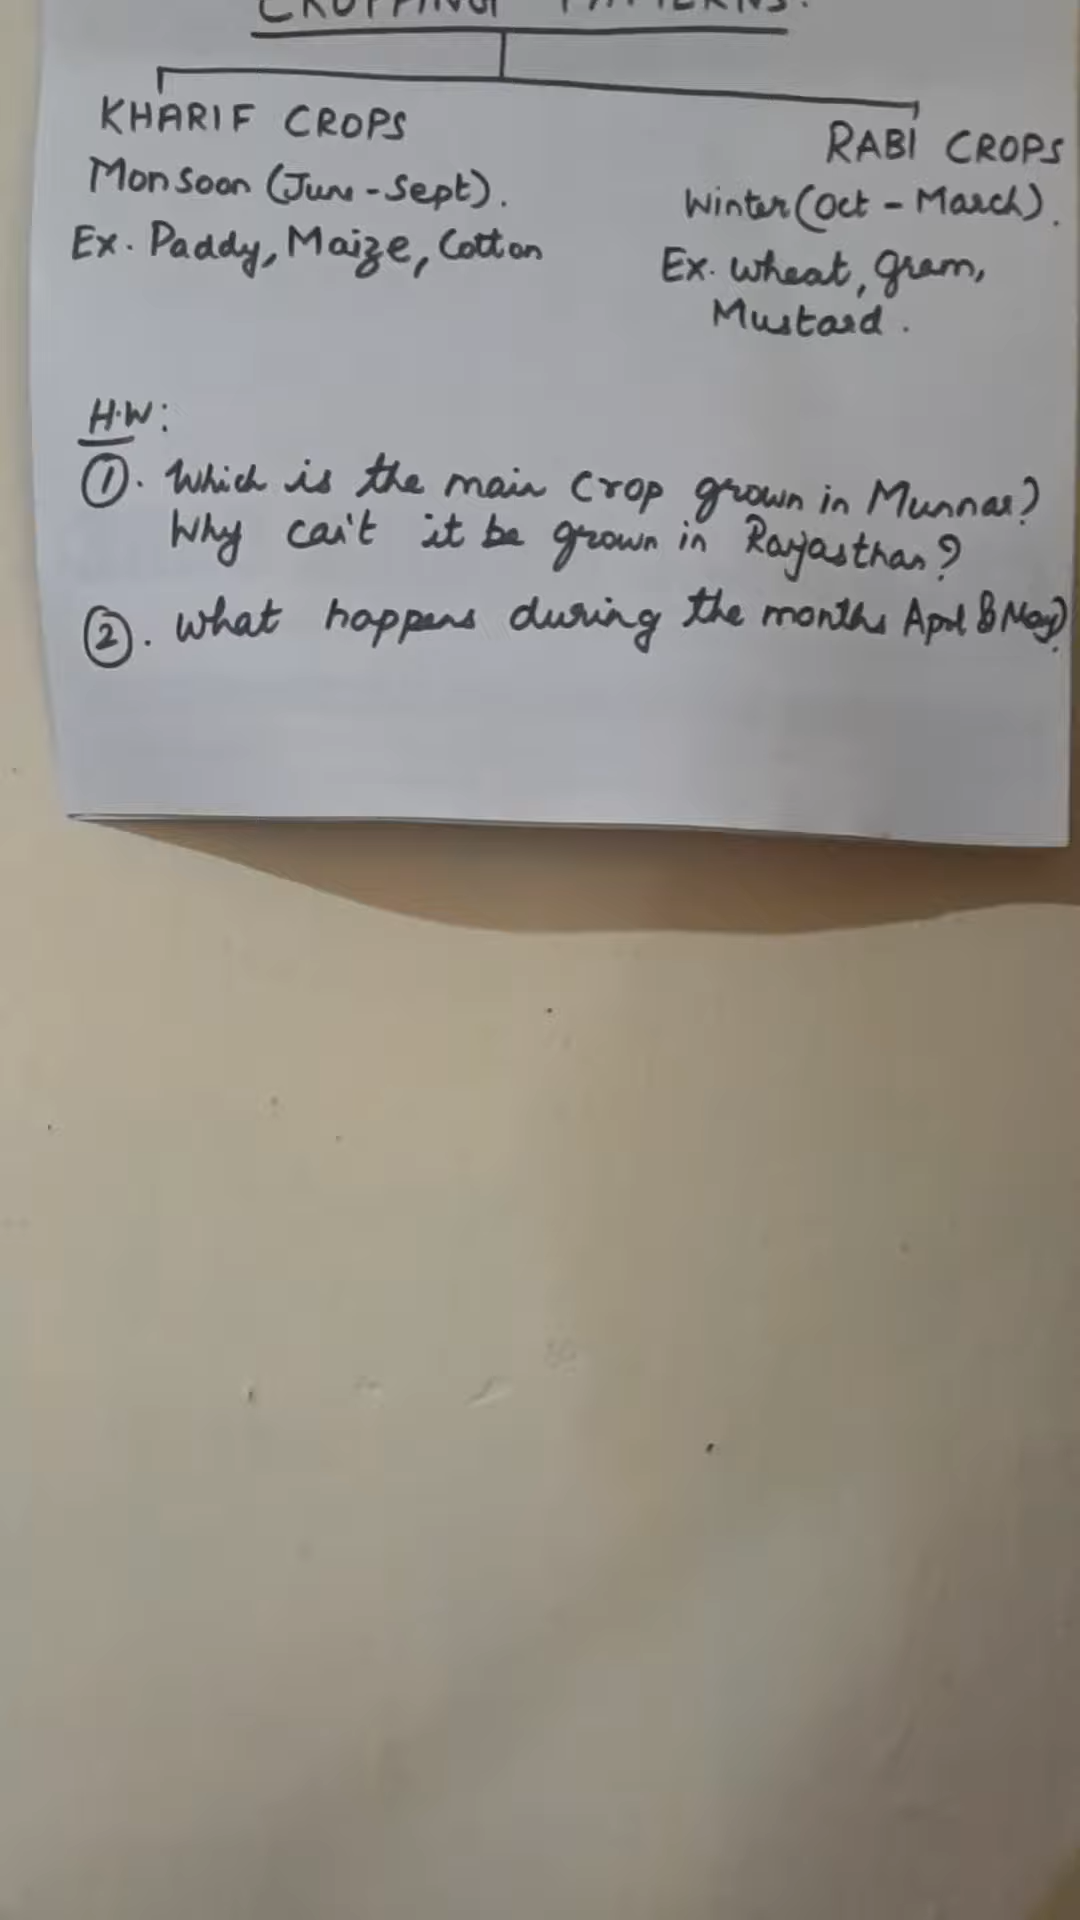 CROPPING PATTERNS.
KHARIF CROPS
Monsoon (June - Sept).
Ex. Paddy, Maize, Cotton
RABI CROPS
Winter (Oct - March).
Ex. Wheat, gram,
Mustard.
H.W:
①. Which is the main crop grown in Munnar?
Why can't it be grown in Rajasthan?
②. What happens during the months April & May?